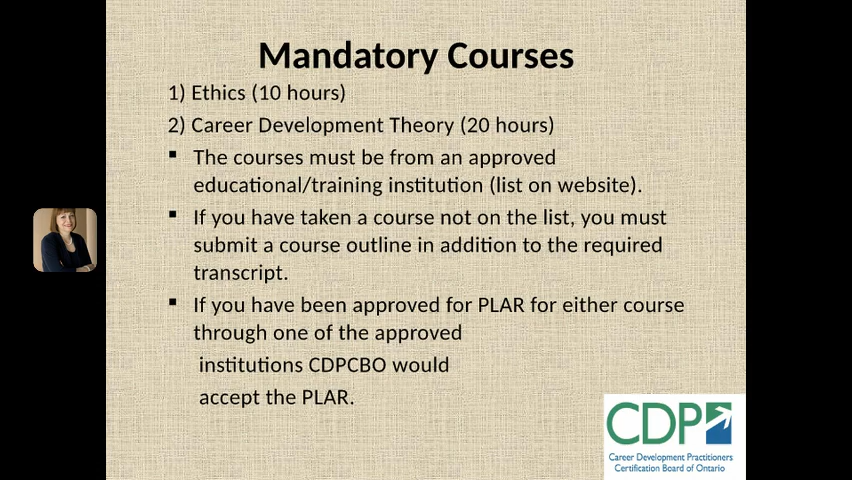 Mandatory Courses
1) Ethics (10 hours)
2) Career Development Theory (20 hours)
▪ The courses must be from an approved
educational/training institution (list on website).
▪ If you have taken a course not on the list, you must
submit a course outline in addition to the required
transcript.
▪ If you have been approved for PLAR for either course
through one of the approved
institutions CDPCBO would
accept the PLAR.
CDP
Career Development Practitioners
Certification Board of Ontario